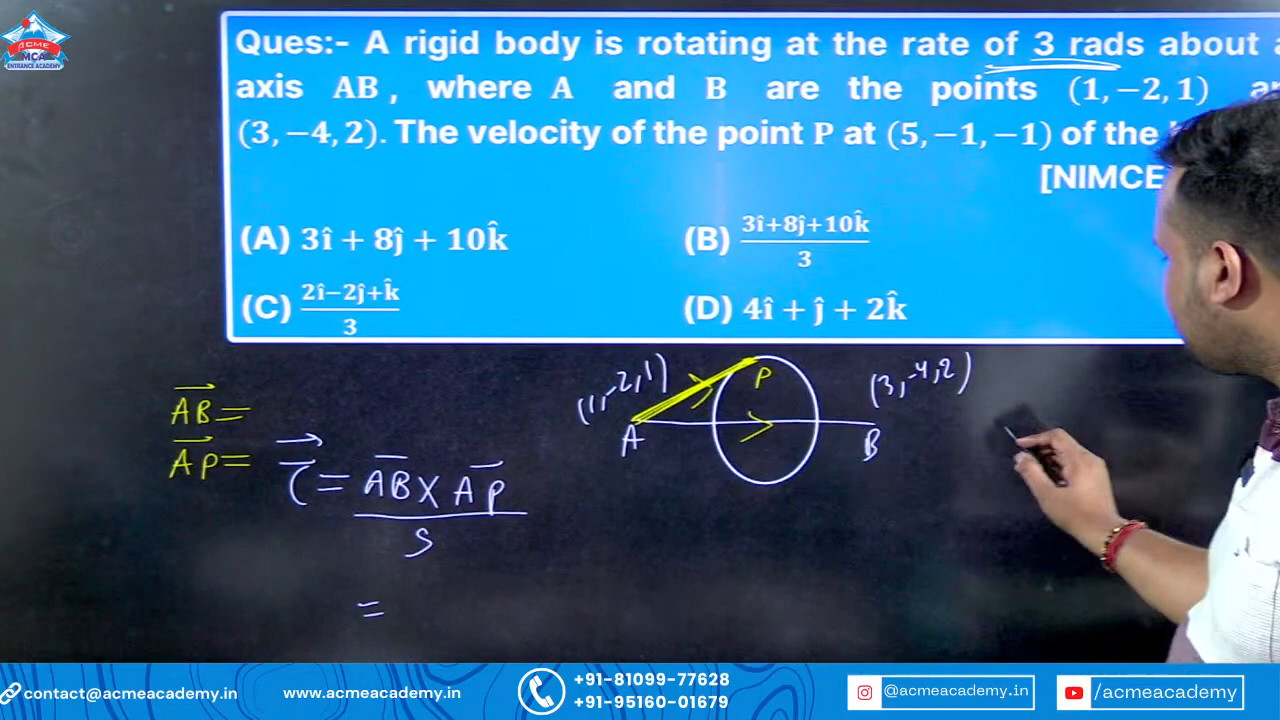 ACME
MCA
ENTRANCE ACADEMY
Ques:- A rigid body is rotating at the rate of 3 rads about
axis AB, where A and B are the points (1,−2,1)
(3,−4,2). The velocity of the point P at (5,−1,−1) of the
[NIMCE
(A) 3î + 8ĵ + 10k̂
(B) 3î+8ĵ+10k̂
3
(C) 2î−2ĵ+k̂
3
(D) 4î + ĵ + 2k̂
(1,-2,1)
P
(3,-4,2)
A
B
AB =
AP =
= AB X AP
S
=
contact@acmeacademy.in
www.acmeacademy.in
+91-81099-77628
+91-95160-01679
@acmeacademy.in
/acmeacademy